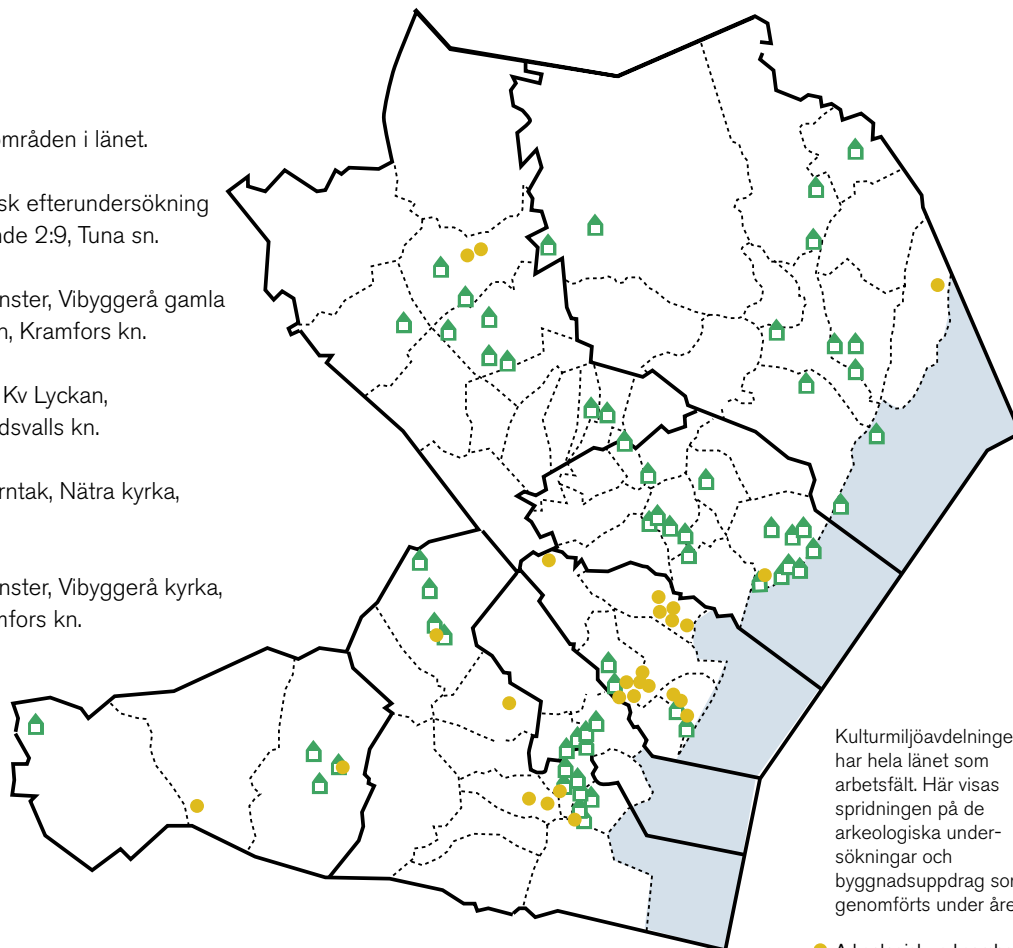 områden i länet.
sk efterundersökning
nde 2:9, Tuna sn.
nster, Vibyggerå gamla
n, Kramfors kn.
Kv Lyckan,
dsvalls kn.
rntak, Nätra kyrka,
nster, Vibyggerå kyrka,
mfors kn.
Kulturmiljöavdelninge
har hela länet som
arbetsfält. Här visas
spridningen på de
arkeologiska under-
sökningar och
byggnadsuppdrag so
genomförts under åre